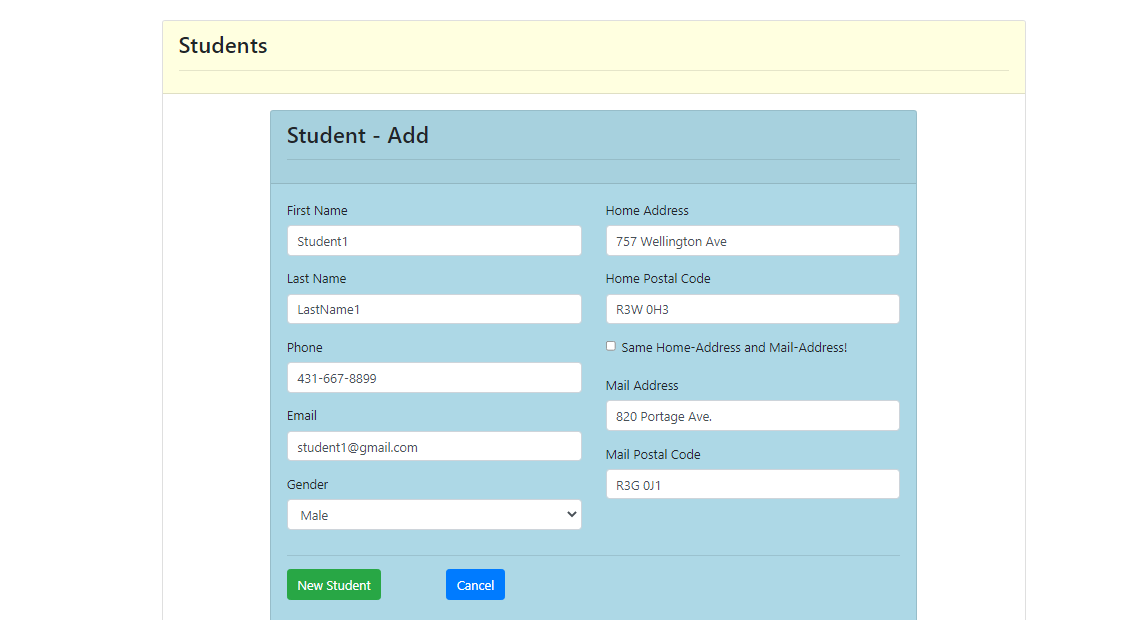 Students
Student - Add
First Name
Student1
Last Name
LastName1
Phone
431-667-8899
Email
student1@gmail.com
Gender
Male
Home Address
757 Wellington Ave
Home Postal Code
R3W 0H3
Same Home-Address and Mail-Address!
Mail Address
820 Portage Ave.
Mail Postal Code
R3G 0J1
New Student
Cancel